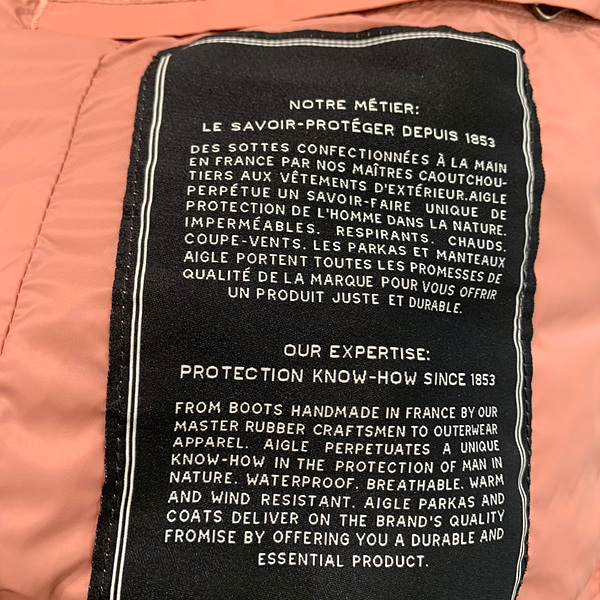 NOTRE MÉTIER:
LE SAVOIR-PROTÉGER DEPUIS 1853
DES SOTTES CONFECTIONNÉES À LA MAIN
EN FRANCE PAR NOS MAÎTRES CAOUTCHOU-
TIERS AUX VÊTEMENTS D'EXTÉRIEUR.AIGLE
PERPÉTUE UN SAVOIR-FAIRE UNIQUE DE
PROTECTION DE L'HOMME DANS LA NATURE.
IMPERMÉABLES. RESPIRANTS. CHAUDS.
COUPE-VENTS. LES PARKAS ET MANTEAUX
AIGLE PORTENT TOUTES LES PROMESSES DE
QUALITÉ DE LA MARQUE POUR VOUS OFFRIR
UN PRODUIT JUSTE ET DURABLE.
OUR EXPERTISE:
PROTECTION KNOW-HOW SINCE 1853
FROM BOOTS HANDMADE IN FRANCE BY OUR
MASTER RUBBER CRAFTSMEN TO OUTERWEAR
APPAREL. AIGLE PERPETUATES A UNIQUE
KNOW-HOW IN THE PROTECTION OF MAN IN
NATURE. WATERPROOF. BREATHABLE. WARM
AND WIND RESISTANT. AIGLE PARKAS AND
COATS DELIVER ON THE BRAND'S QUALITY
FROMISE BY OFFERING YOU A DURABLE AND
ESSENTIAL PRODUCT.